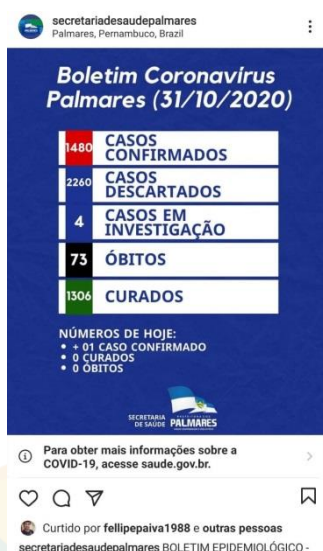 secretariadesaudepalmares
Palmares, Pernambuco, Brazil
Boletim Coronavírus
Palmares (31/10/2020)
1480 CASOS
CONFIRMADOS
2260 CASOS
DESCARTADOS
4 CASOS EM
INVESTIGAÇÃO
73 ÓBITOS
1306 CURADOS
NÚMEROS DE HOJE:
• + 01 CASO CONFIRMADO
• 0 CURADOS
• 0 ÓBITOS
SECRETARIA
DE SAÚDE PALMARES
Para obter mais informações sobre a
COVID-19, acesse saude.gov.br.
Curtido por fellipepaiva1988 e outras pessoas
secretariadesaudepalmares BOLETIM EPIDEMIOLÓGICO -